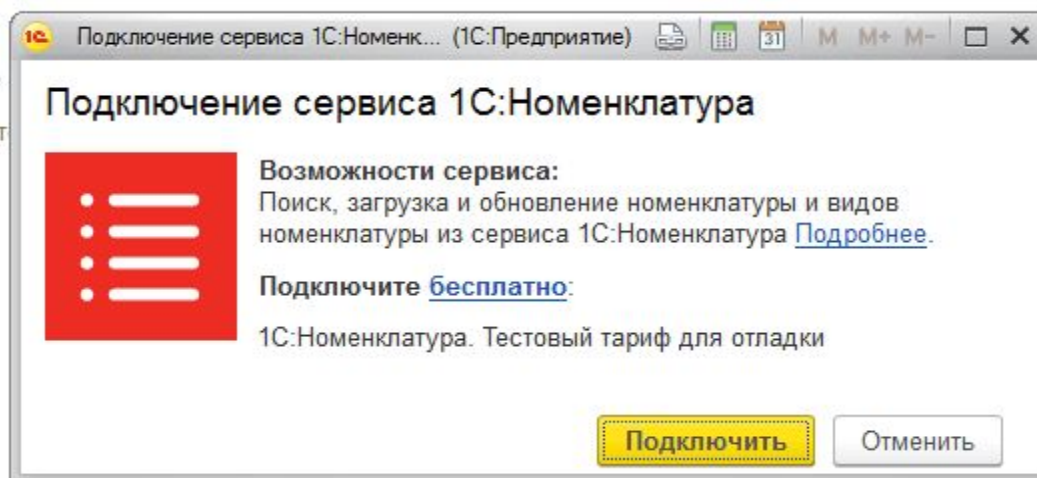 1С Подключение сервиса 1С:Номенк... (1С:Предприятие) 31 M M+ M-
Подключение сервиса 1С:Номенклатура
Возможности сервиса:
Поиск, загрузка и обновление номенклатуры и видов
номенклатуры из сервиса 1С:Номенклатура Подробнее.
Подключите бесплатно:
1С:Номенклатура. Тестовый тариф для отладки
Подключить Отменить